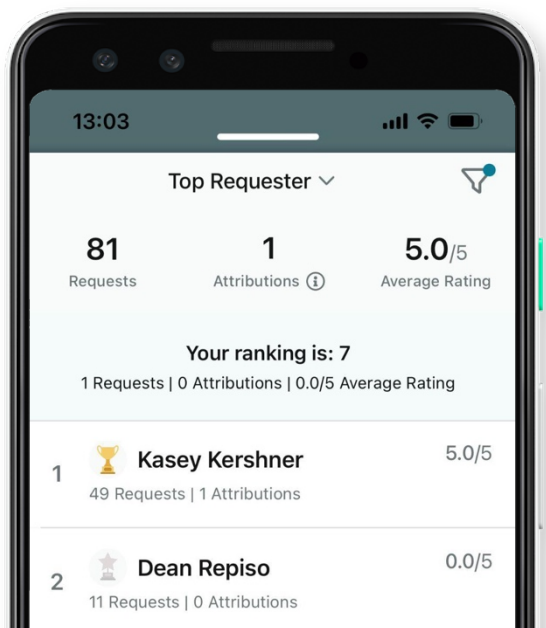 13:03
Top Requester
81 1 5.0/5
Requests Attributions Average Rating
Your ranking is: 7
1 Requests | 0 Attributions | 0.0/5 Average Rating
1 Kasey Kershner 5.0/5
49 Requests | 1 Attributions
2 Dean Repiso 0.0/5
11 Requests | 0 Attributions